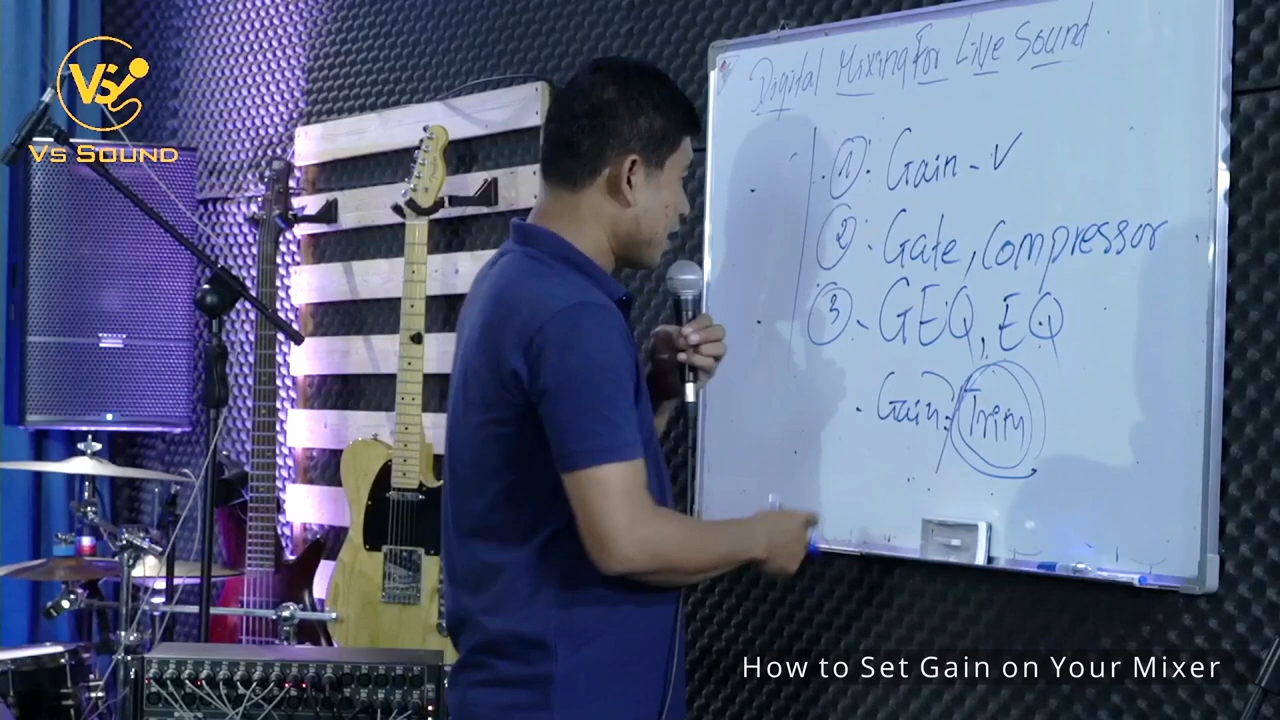 VS
Vs Sound
Digital Mixing For Live Sound.
1. Gain - v
2. Gate, Compressor
3. GEQ, EQ
. Gain: Trim
How to Set Gain on Your Mixer